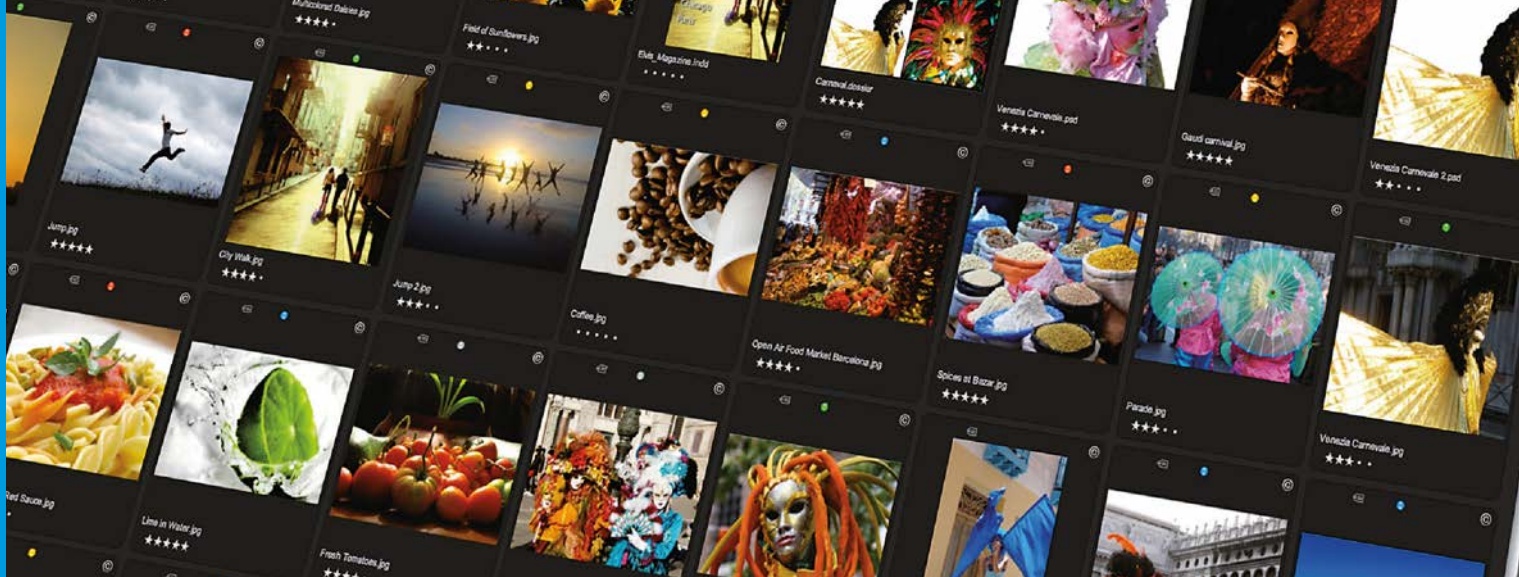 Multicolored Daisies.jpg
Field of Sunflowers.jpg
Elvis_Magazine.indd
Carnaval.dossier
Venezia Carnevale.psd
Gaudi carnival.jpg
Venezia Carnevale 2.psd
Jump.jpg
City Walk.jpg
Jump 2.jpg
Coffee.jpg
Open Air Food Market Barcelona.jpg
Spices at Bazar.jpg
Parade.jpg
Venezia Carnevale.jpg
Red Sauce.jpg
Lime in Water.jpg
Fresh Tomatoes.jpg